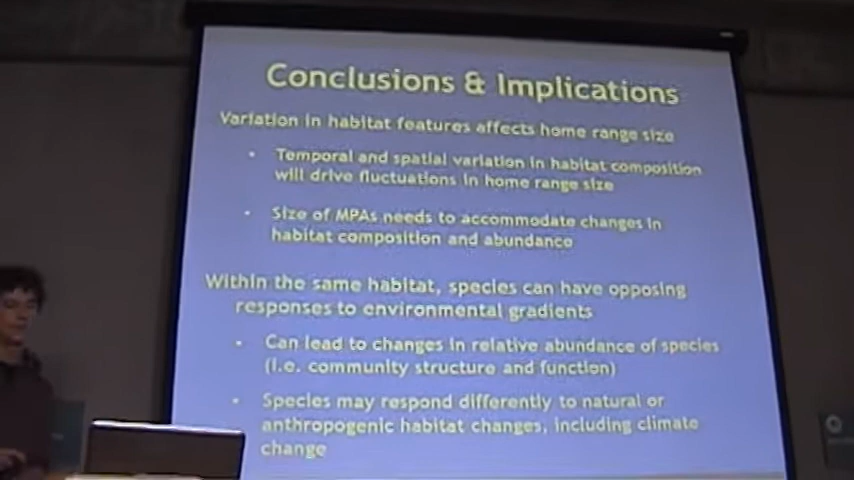 Conclusions & Implications
Variation in habitat features affects home range size
• Temporal and spatial variation in habitat composition
will drive fluctuations in home range size
• Size of MPAs needs to accommodate changes in
habitat composition and abundance
Within the same habitat, species can have opposing
responses to environmental gradients
• Can lead to changes in relative abundance of species
(i.e. community structure and function)
• Species may respond differently to natural or
anthropogenic habitat changes, including climate
change